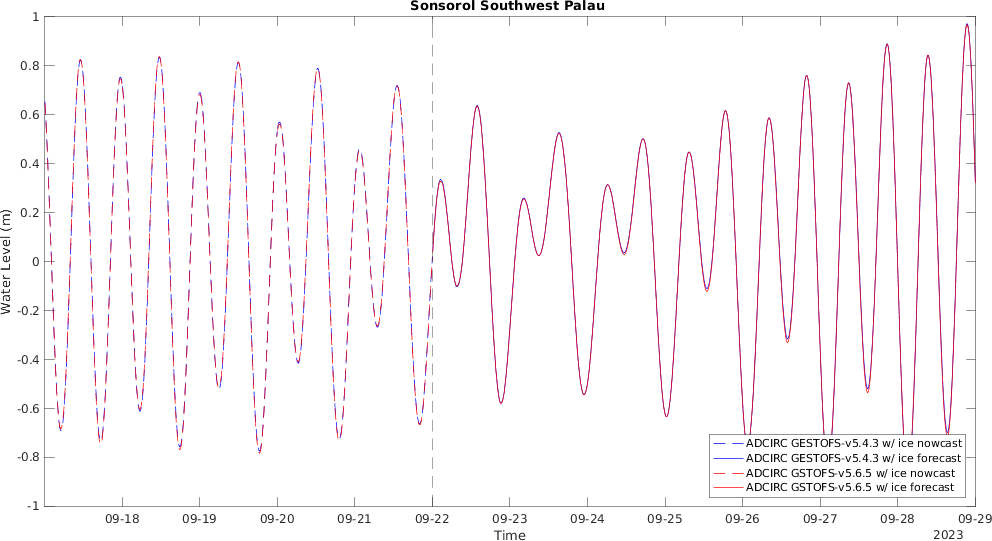 Sonsorol Southwest Palau
1
0.8
0.6
0.4
0.2
0
-0.2
-0.4
-0.6
-0.8
-1
Water Level (m)
ADCIRC GESTOFS-v5.4.3 w/ ice nowcast
ADCIRC GESTOFS-v5.4.3 w/ ice forecast
ADCIRC GSTOFS-v5.6.5 w/ ice nowcast
ADCIRC GSTOFS-v5.6.5 w/ ice forecast
09-18 09-19 09-20 09-21 09-22 09-23 09-24 09-25 09-26 09-27 09-28 09-29
Time
2023